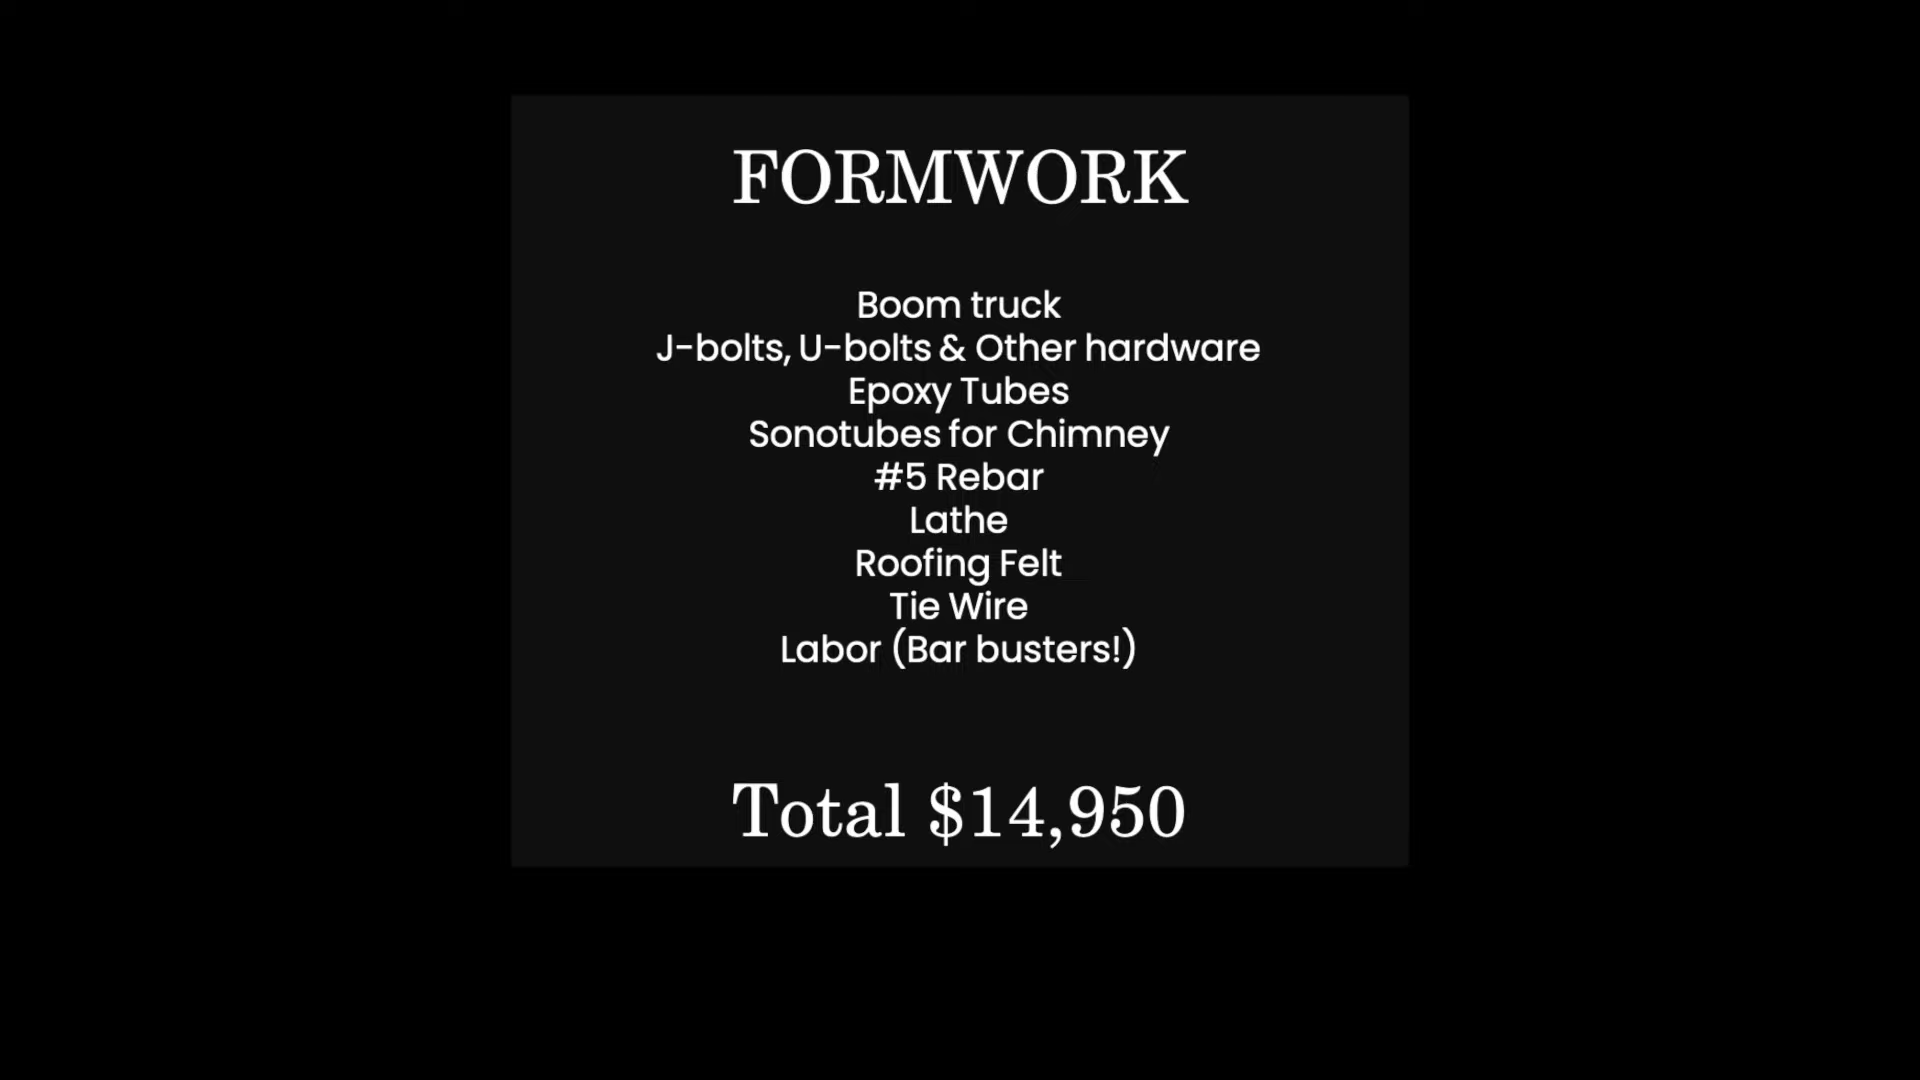 FORMWORK
Boom truck
J-bolts, U-bolts & Other hardware
Epoxy Tubes
Sonotubes for Chimney
#5 Rebar
Lathe
Roofing Felt
Tie Wire
Labor (Bar busters!)
Total $14,950